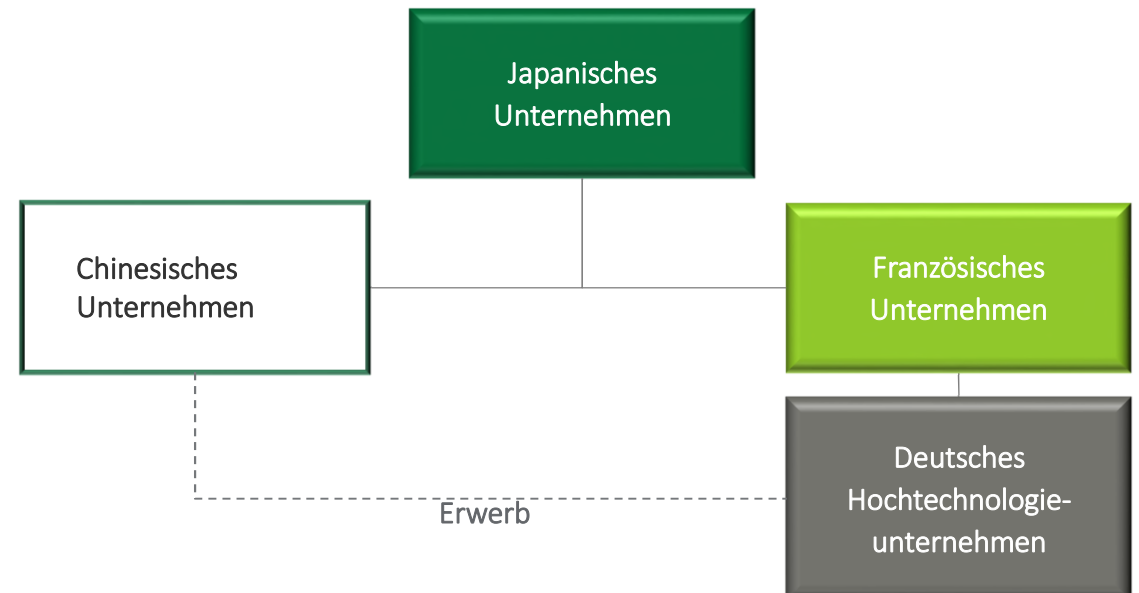 Japanisches
Unternehmen
Chinesisches
Unternehmen
Französisches
Unternehmen
Deutsches
Hochtechnologie-
unternehmen
Erwerb